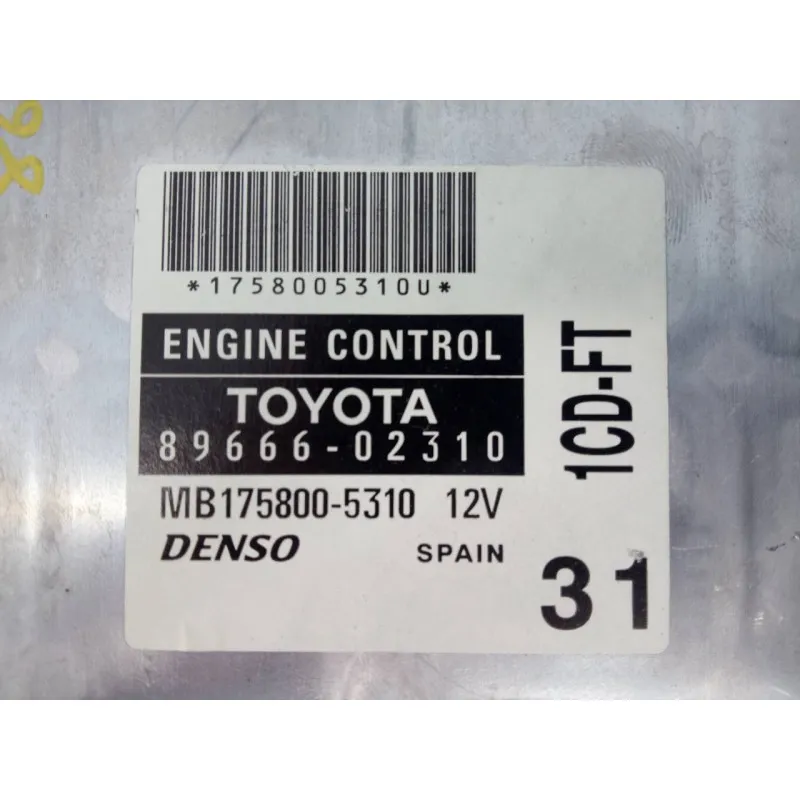 *1758005310U*
ENGINE CONTROL
TOYOTA
89666-02310
MB175800-5310 12V
DENSO SPAIN
1CD-FT
31